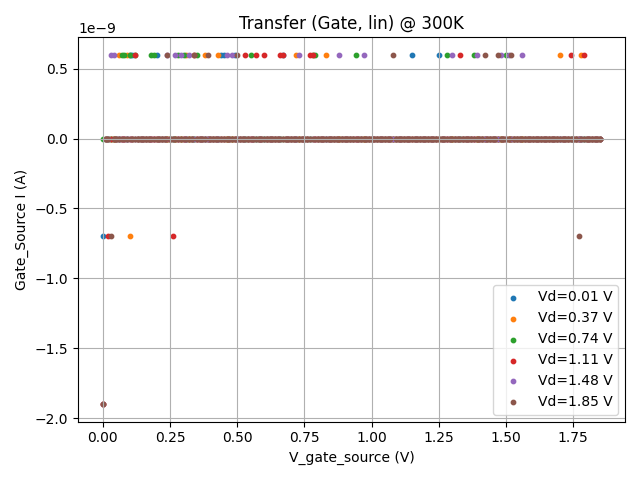 Transfer (Gate, lin) @ 300K
1e−9
0.5
0.0
−0.5
−1.0
−1.5
−2.0
Gate_Source I (A)
0.00 0.25 0.50 0.75 1.00 1.25 1.50 1.75
V_gate_source (V)
Vd=0.01 V
Vd=0.37 V
Vd=0.74 V
Vd=1.11 V
Vd=1.48 V
Vd=1.85 V